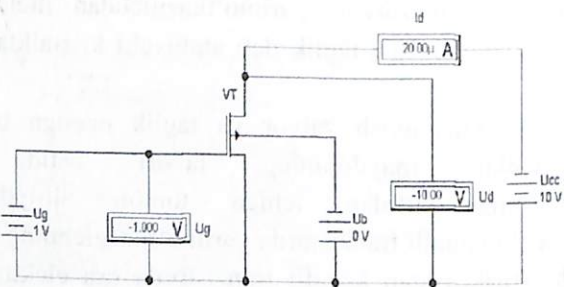 Id
20.00µ A
VT
Ug
1 V
-1.000 V Ug
Ub
0 V
-10.00 V Ud
Ucc
10 V